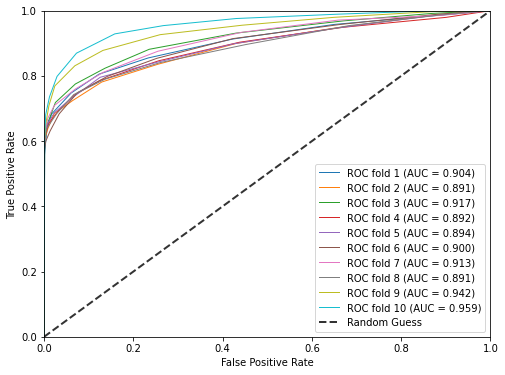 1.0
0.8
0.6
0.4
0.2
0.0
True Positive Rate
0.0 0.2 0.4 0.6 0.8 1.0
False Positive Rate
ROC fold 1 (AUC = 0.904)
ROC fold 2 (AUC = 0.891)
ROC fold 3 (AUC = 0.917)
ROC fold 4 (AUC = 0.892)
ROC fold 5 (AUC = 0.894)
ROC fold 6 (AUC = 0.900)
ROC fold 7 (AUC = 0.913)
ROC fold 8 (AUC = 0.891)
ROC fold 9 (AUC = 0.942)
ROC fold 10 (AUC = 0.959)
Random Guess